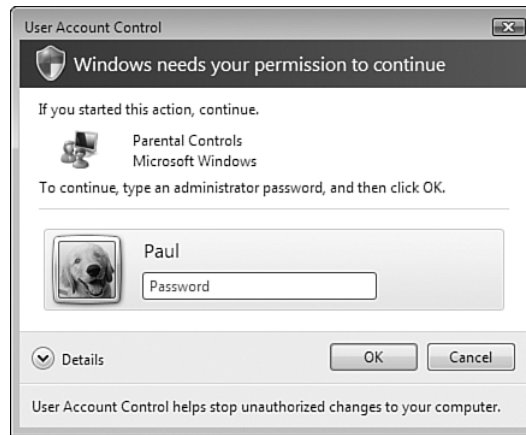 User Account Control
Windows needs your permission to continue
If you started this action, continue.
Parental Controls
Microsoft Windows
To continue, type an administrator password, and then click OK.
Paul
Password
Details
OK
Cancel
User Account Control helps stop unauthorized changes to your computer.